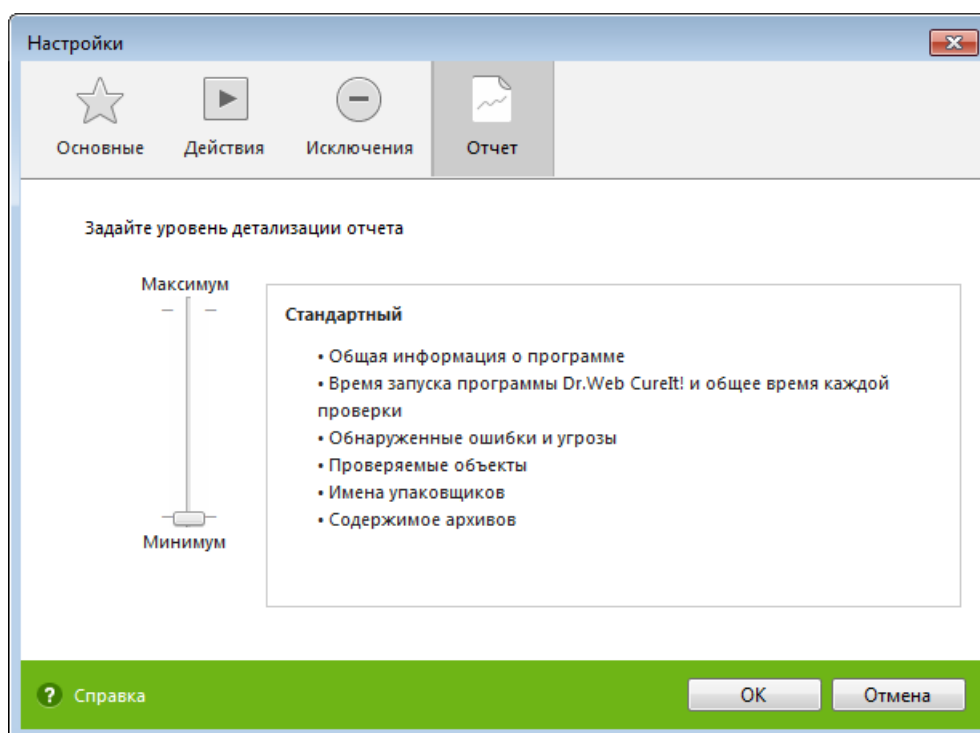 Настройки
Основные
Действия
Исключения
Отчет
Задайте уровень детализации отчета
Максимум
Минимум
Стандартный
• Общая информация о программе
• Время запуска программы Dr.Web CureIt! и общее время каждой
проверки
• Обнаруженные ошибки и угрозы
• Проверяемые объекты
• Имена упаковщиков
• Содержимое архивов
? Справка
OK
Отмена